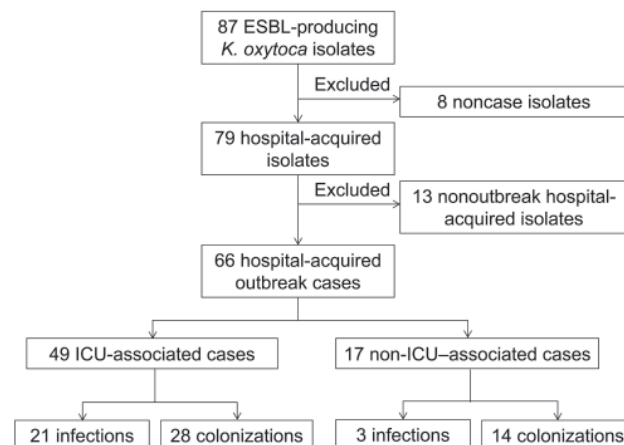 87 ESBL-producing
K. oxytoca isolates
Excluded
8 noncase isolates
79 hospital-acquired
isolates
Excluded
13 nonoutbreak hospital-
acquired isolates
66 hospital-acquired
outbreak cases
49 ICU-associated cases
17 non-ICU–associated cases
21 infections
28 colonizations
3 infections
14 colonizations